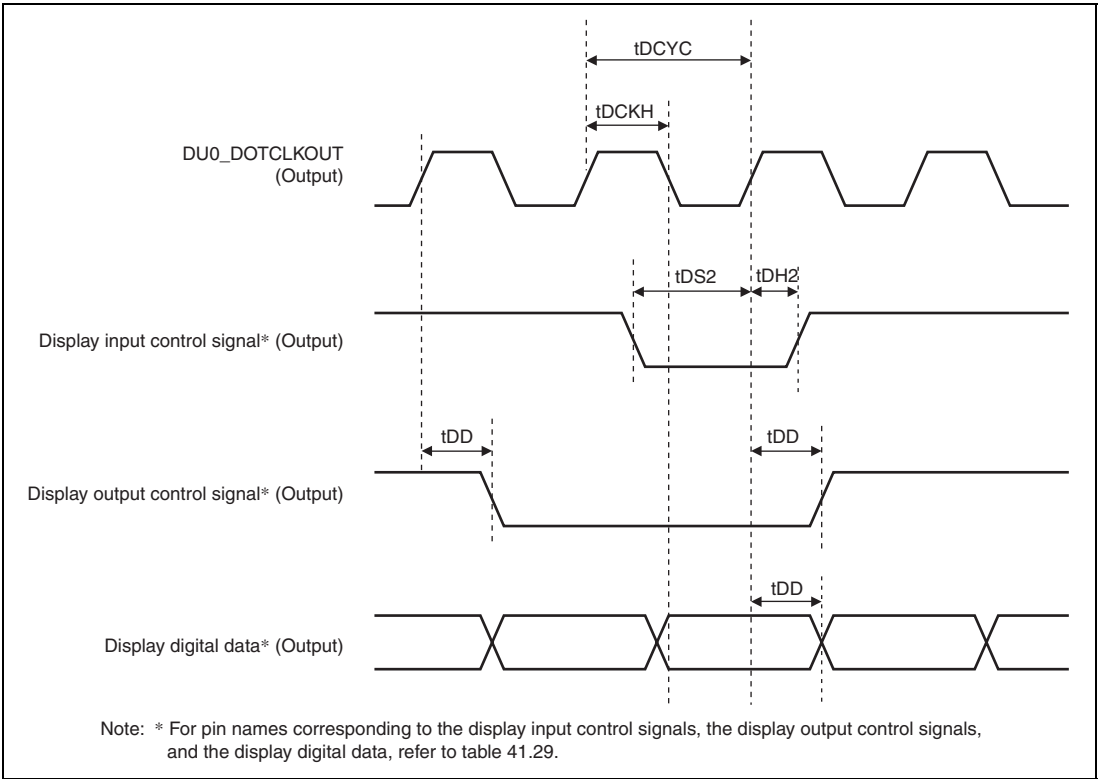 tDCYC
tDCKH
DU0_DOTCLKOUT
(Output)
tDS2
tDH2
Display input control signal* (Output)
tDD
tDD
Display output control signal* (Output)
tDD
Display digital data* (Output)
Note: * For pin names corresponding to the display input control signals, the display output control signals,
and the display digital data, refer to table 41.29.